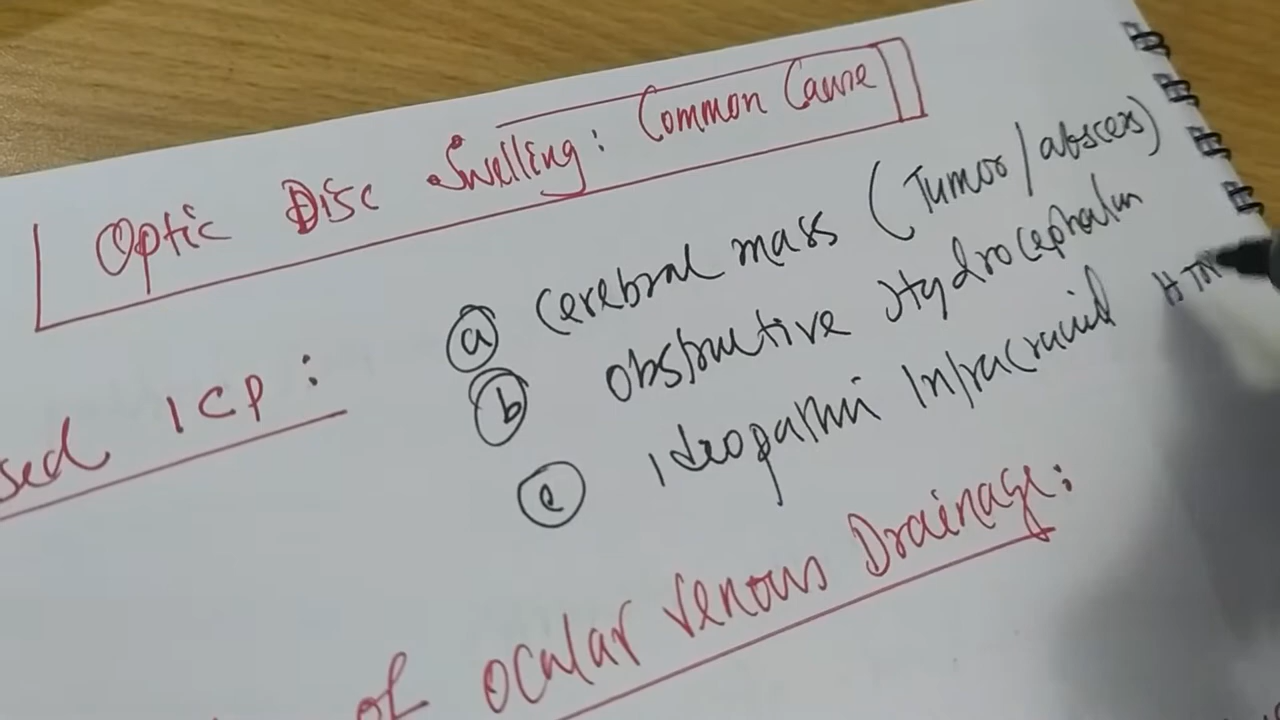 Optic Disc Swelling: Common Cause
sed ICP:
a cerebral mass (Tumor/abscess)
b obstructive Hydrocephalus
c Ideopathic Intracranial HTN
of ocular venous Drainage: